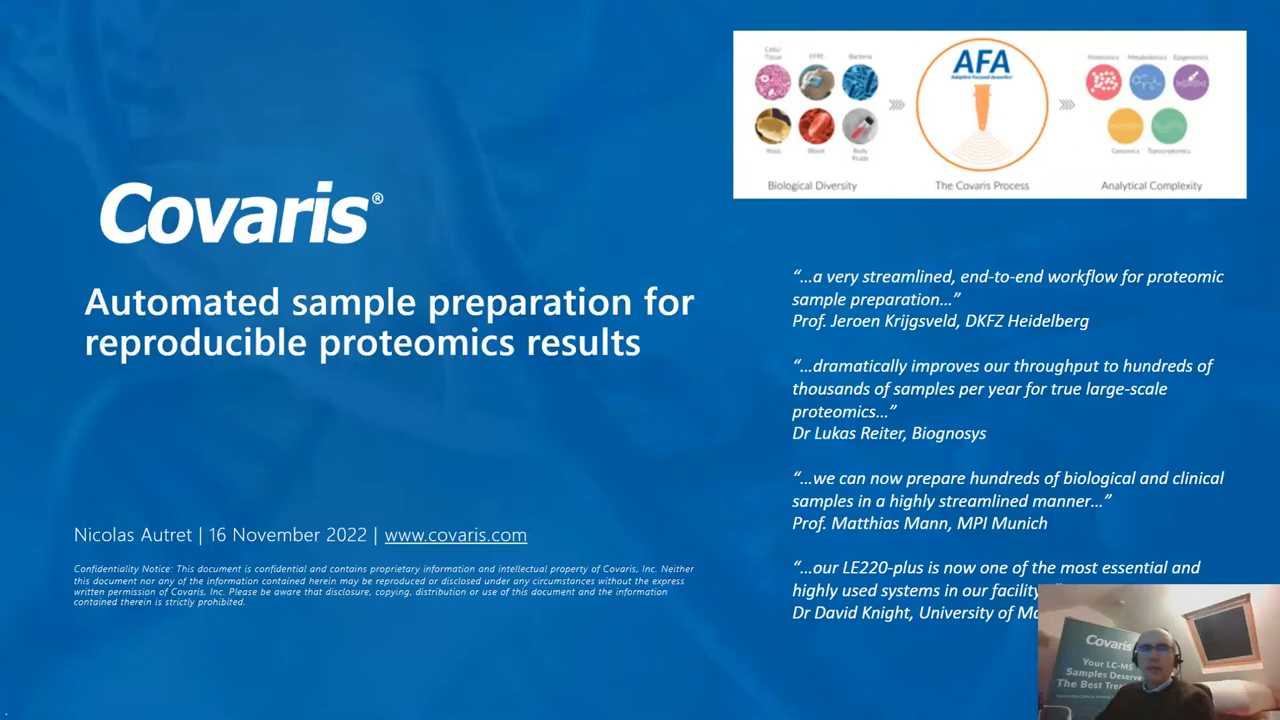 Covaris®
Automated sample preparation for
reproducible proteomics results
Nicolas Autret | 16 November 2022 | www.covaris.com
Confidentiality Notice: This document is confidential and contains proprietary information and intellectual property of Covaris, Inc. Neither
this document nor any of the information contained herein may be reproduced or disclosed under any circumstances without the express
written permission of Covaris, Inc. Please be aware that disclosure, copying, distribution or use of this document and the information
contained therein is strictly prohibited.
Cells/
Tissue
FFPE
Bacteria
Yeast
Blood
Body
Fluids
Biological Diversity
AFA
Adaptive Focused Acoustics
The Covaris Process
Proteomics
Metabolomics
Epigenomics
Genomics
Transcriptomics
Analytical Complexity
“...a very streamlined, end-to-end workflow for proteomic
sample preparation...”
Prof. Jeroen Krijgsveld, DKFZ Heidelberg
“...dramatically improves our throughput to hundreds of
thousands of samples per year for true large-scale
proteomics...”
Dr Lukas Reiter, Biognosys
“...we can now prepare hundreds of biological and clinical
samples in a highly streamlined manner...”
Prof. Matthias Mann, MPI Munich
“...our LE220-plus is now one of the most essential and
highly used systems in our facility
Dr David Knight, University of
Covaris
Your LC-MS
Samples Deserve
The Best